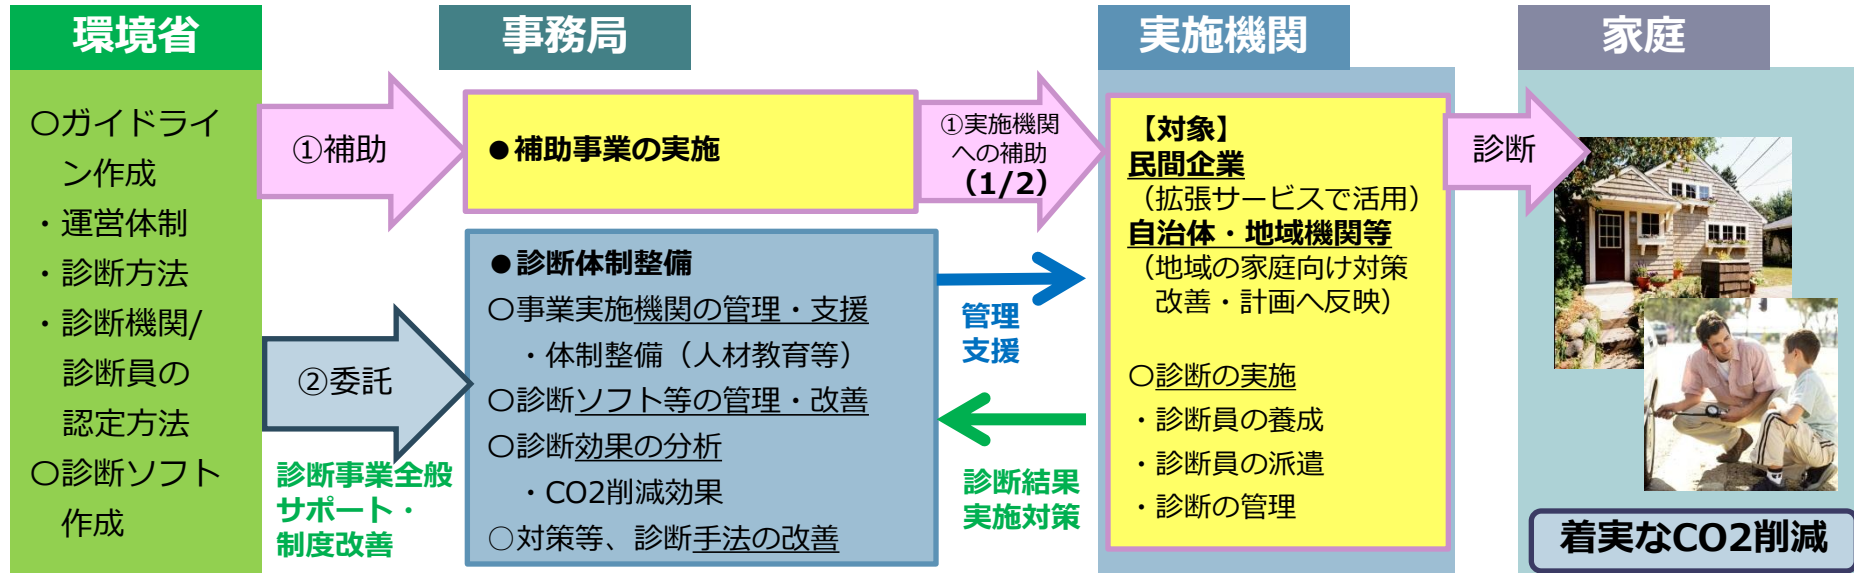 環境省
〇ガイドライ
ン作成
・運営体制
・診断方法
・診断機関/
診断員の
認定方法
〇診断ソフト
作成
①補助
②委託
診断事業全般
サポート・
制度改善
事務局
●補助事業の実施
●診断体制整備
〇事業実施機関の管理・支援
・体制整備（人材教育等）
〇診断ソフト等の管理・改善
〇診断効果の分析
・CO2削減効果
○対策等、診断手法の改善
①実施機関
への補助
（1/2）
管理
支援
診断結果
実施対策
実施機関
【対象】
民間企業
（拡張サービスで活用）
自治体・地域機関等
（地域の家庭向け対策
改善・計画へ反映）
〇診断の実施
・診断員の養成
・診断員の派遣
・診断の管理
診断
家庭
着実なCO2削減